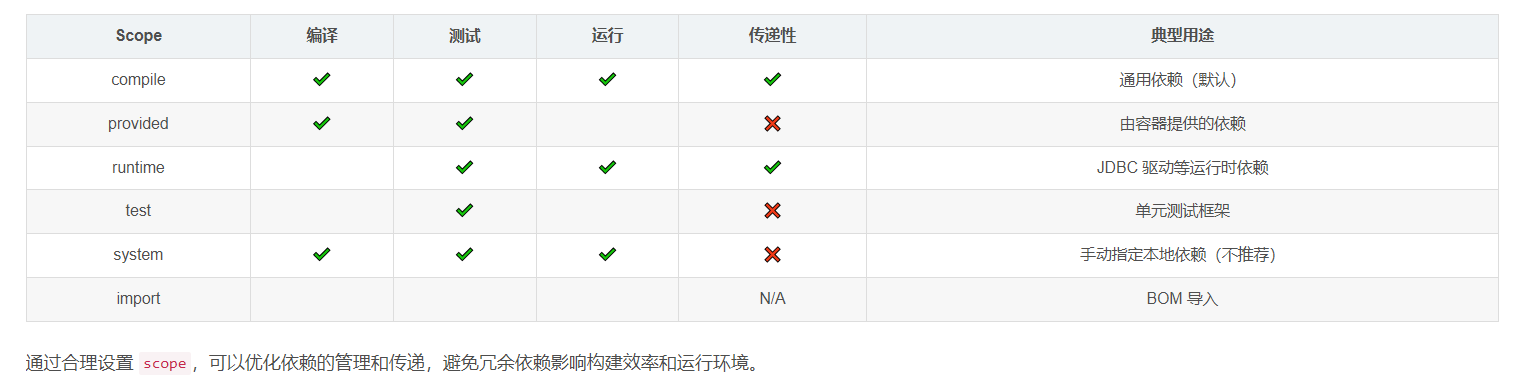 Scope 编译 测试 运行 传递性 典型用途
compile ✔ ✔ ✔ ✔ 通用依赖（默认）
provided ✔ ✔ ❌ 由容器提供的依赖
runtime ✔ ✔ ✔ JDBC 驱动等运行时依赖
test ✔ ❌ 单元测试框架
system ✔ ✔ ✔ ❌ 手动指定本地依赖（不推荐）
import N/A BOM 导入
通过合理设置 scope，可以优化依赖的管理和传递，避免冗余依赖影响构建效率和运行环境。